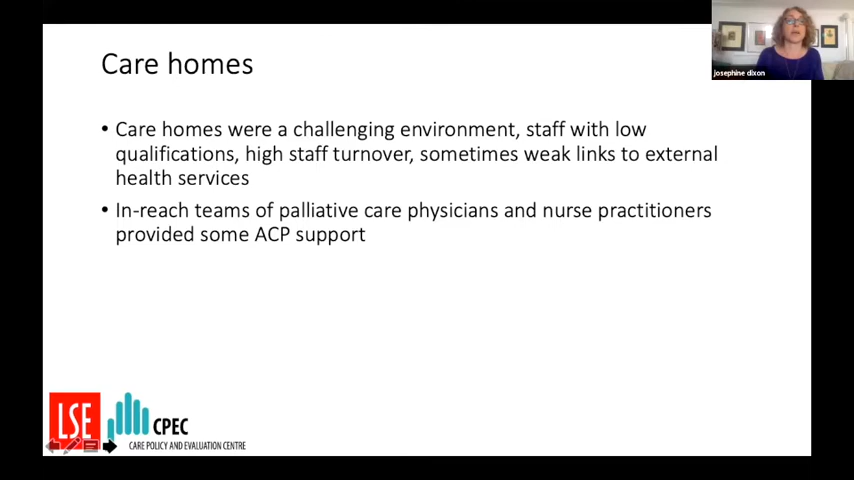 josephine dixon
Care homes
• Care homes were a challenging environment, staff with low
qualifications, high staff turnover, sometimes weak links to external
health services
• In-reach teams of palliative care physicians and nurse practitioners
provided some ACP support
LSE
CPEC
CARE POLICY AND EVALUATION CENTRE